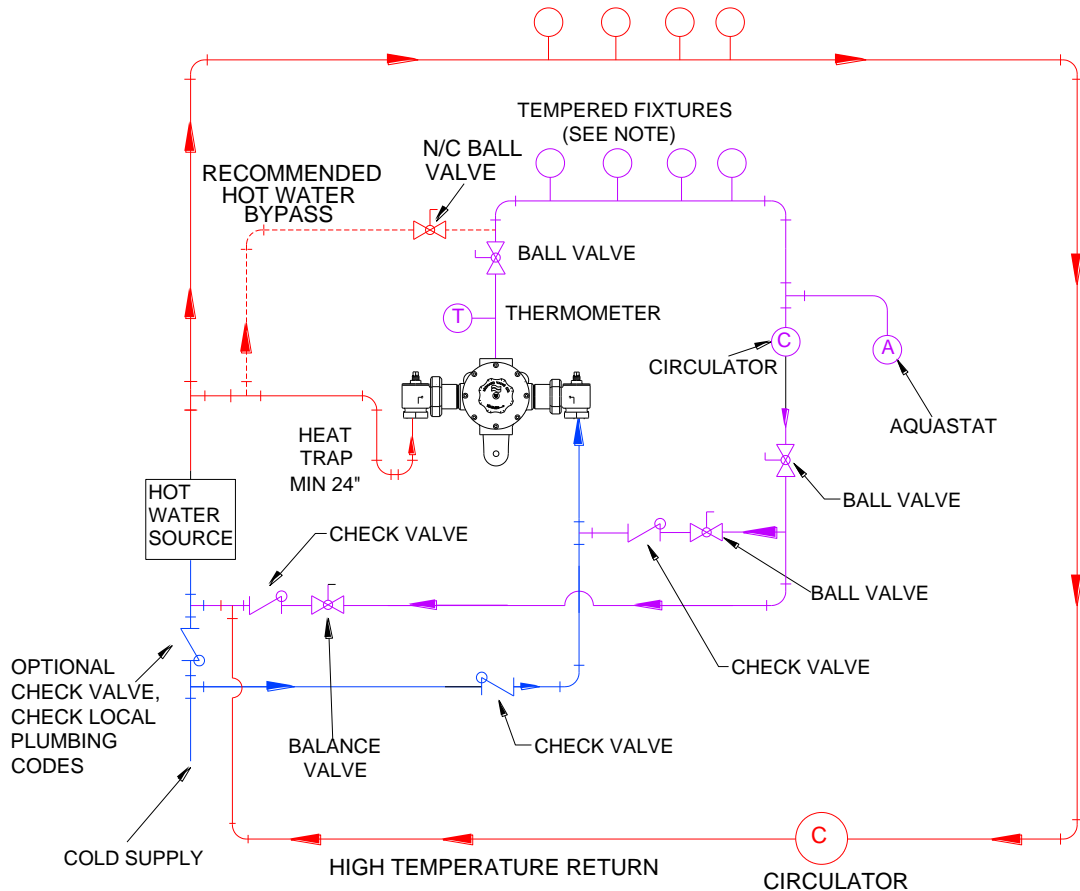 TEMPERED FIXTURES
(SEE NOTE)
N/C BALL
VALVE
RECOMMENDED
HOT WATER
BYPASS
BALL VALVE
T
THERMOMETER
C
CIRCULATOR
A
AQUASTAT
HEAT
TRAP
MIN 24"
BALL VALVE
HOT
WATER
SOURCE
CHECK VALVE
BALL VALVE
CHECK VALVE
OPTIONAL
CHECK VALVE,
CHECK LOCAL
PLUMBING
CODES
BALANCE
VALVE
CHECK VALVE
COLD SUPPLY
HIGH TEMPERATURE RETURN
C
CIRCULATOR